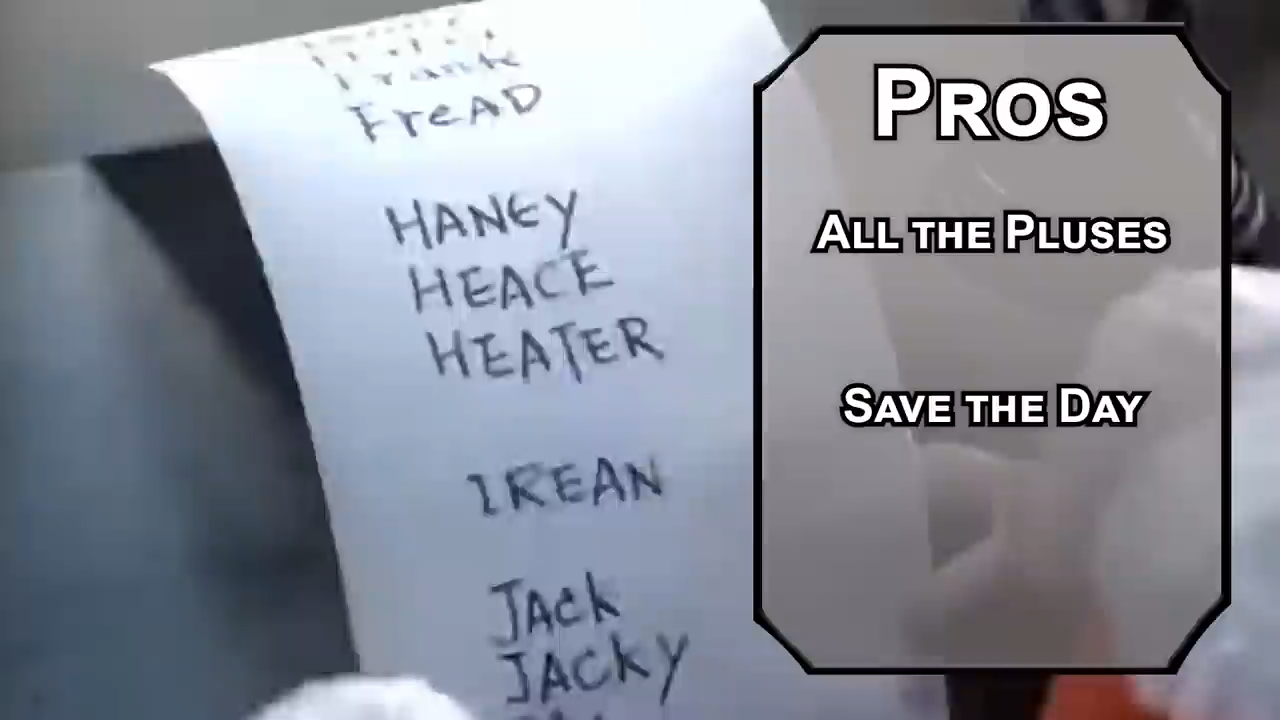 Frank
FreAD
HANEY
HEACE
HEATER
IREAN
JAck
JAcky
PROS
ALL THE PLUSES
SAVE THE DAY